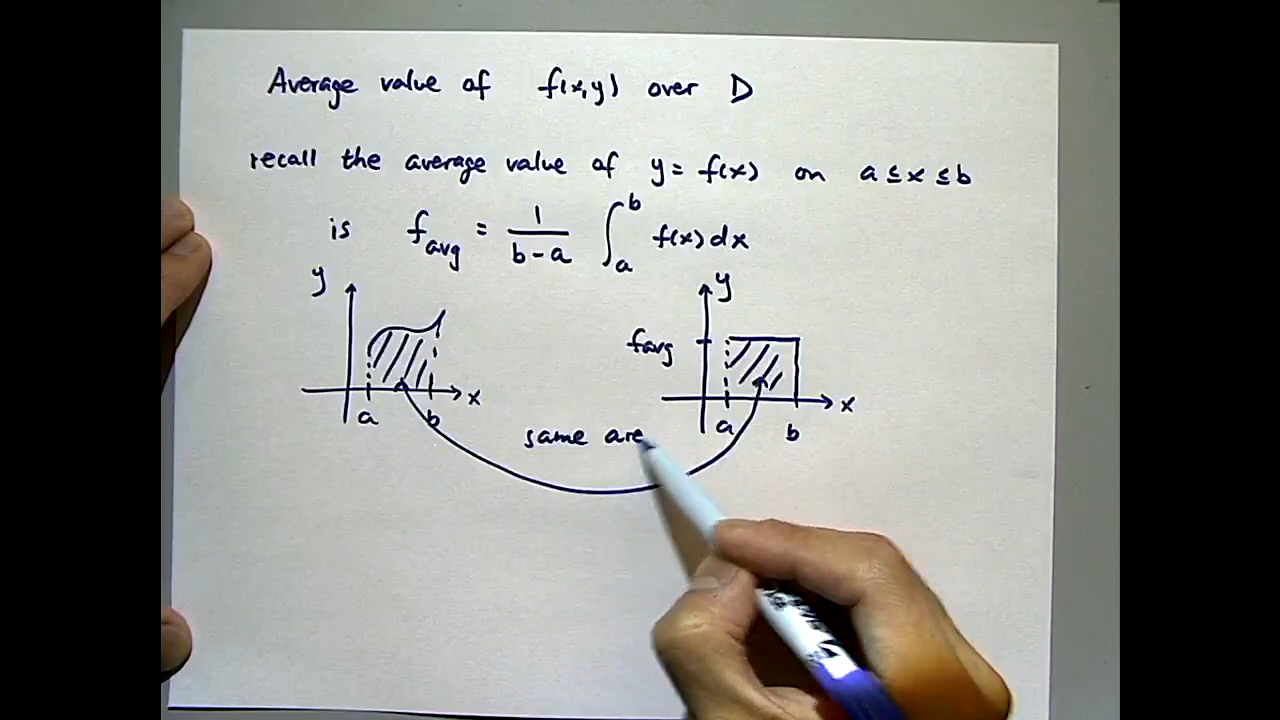 Average value of f(x,y) over D
recall the average value of y = f(x) on a ≤ x ≤ b
is f_avg = 1/(b-a) ∫_a^b f(x) dx
y
y
f_avg
x
x
a
b
a
b
same are